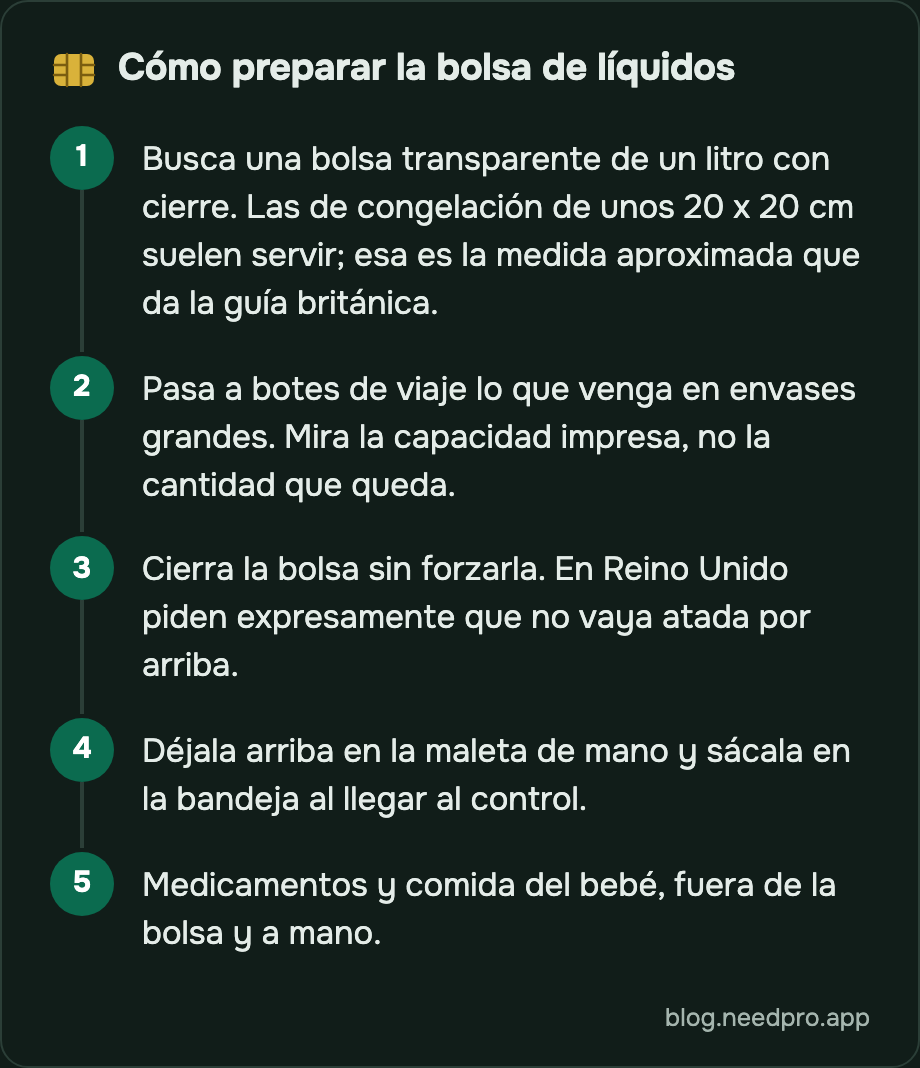 Cómo preparar la bolsa de líquidos
1
Busca una bolsa transparente de un litro con
cierre. Las de congelación de unos 20 x 20 cm
suelen servir; esa es la medida aproximada que
da la guía británica.
2
Pasa a botes de viaje lo que venga en envases
grandes. Mira la capacidad impresa, no la
cantidad que queda.
3
Cierra la bolsa sin forzarla. En Reino Unido
piden expresamente que no vaya atada por
arriba.
4
Déjala arriba en la maleta de mano y sácala en
la bandeja al llegar al control.
5
Medicamentos y comida del bebé, fuera de la
bolsa y a mano.
blog.needpro.app